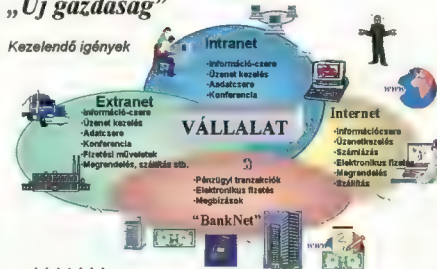 „Új gazdaság”
Kezelendő igények
Intranet
-Információ-csere
-Üzenet kezelés
-Aadatcsere
-Konferencia
Extranet
-Információ-csere
-Üzenet kezelés
-Adatcsere
-Konferencia
-Fizetési műveletek
-Megrendelés, szállítás stb.
VÁLLALAT
Internet
-Információcsere
-Üzenetkezelés
-Számlázás
-Elektronikus fizetés
-Megrendelés
-Szállítás
www
-Pénzügyi tranzakciók
-Elektronikus fizetés
-Megbízások
“BankNet”
www